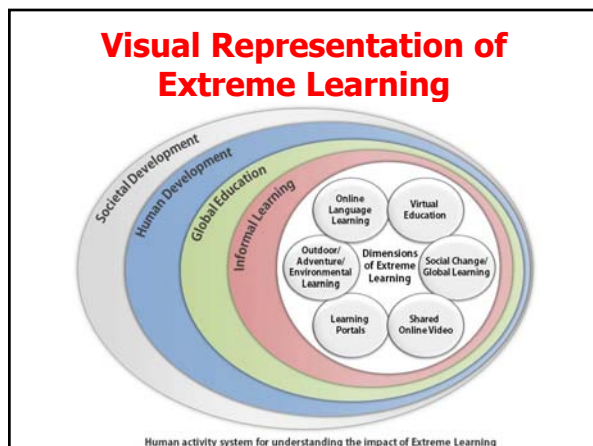 Visual Representation of
Extreme Learning
Societal Development
Human Development
Global Education
Informal Learning
Online
Language
Learning
Virtual
Education
Outdoor/
Adventure/
Environmental
Learning
Dimensions
of Extreme
Learning
Social Change/
Global Learning
Learning
Portals
Shared
Online Video
Human activity system for understanding the impact of Extreme Learning